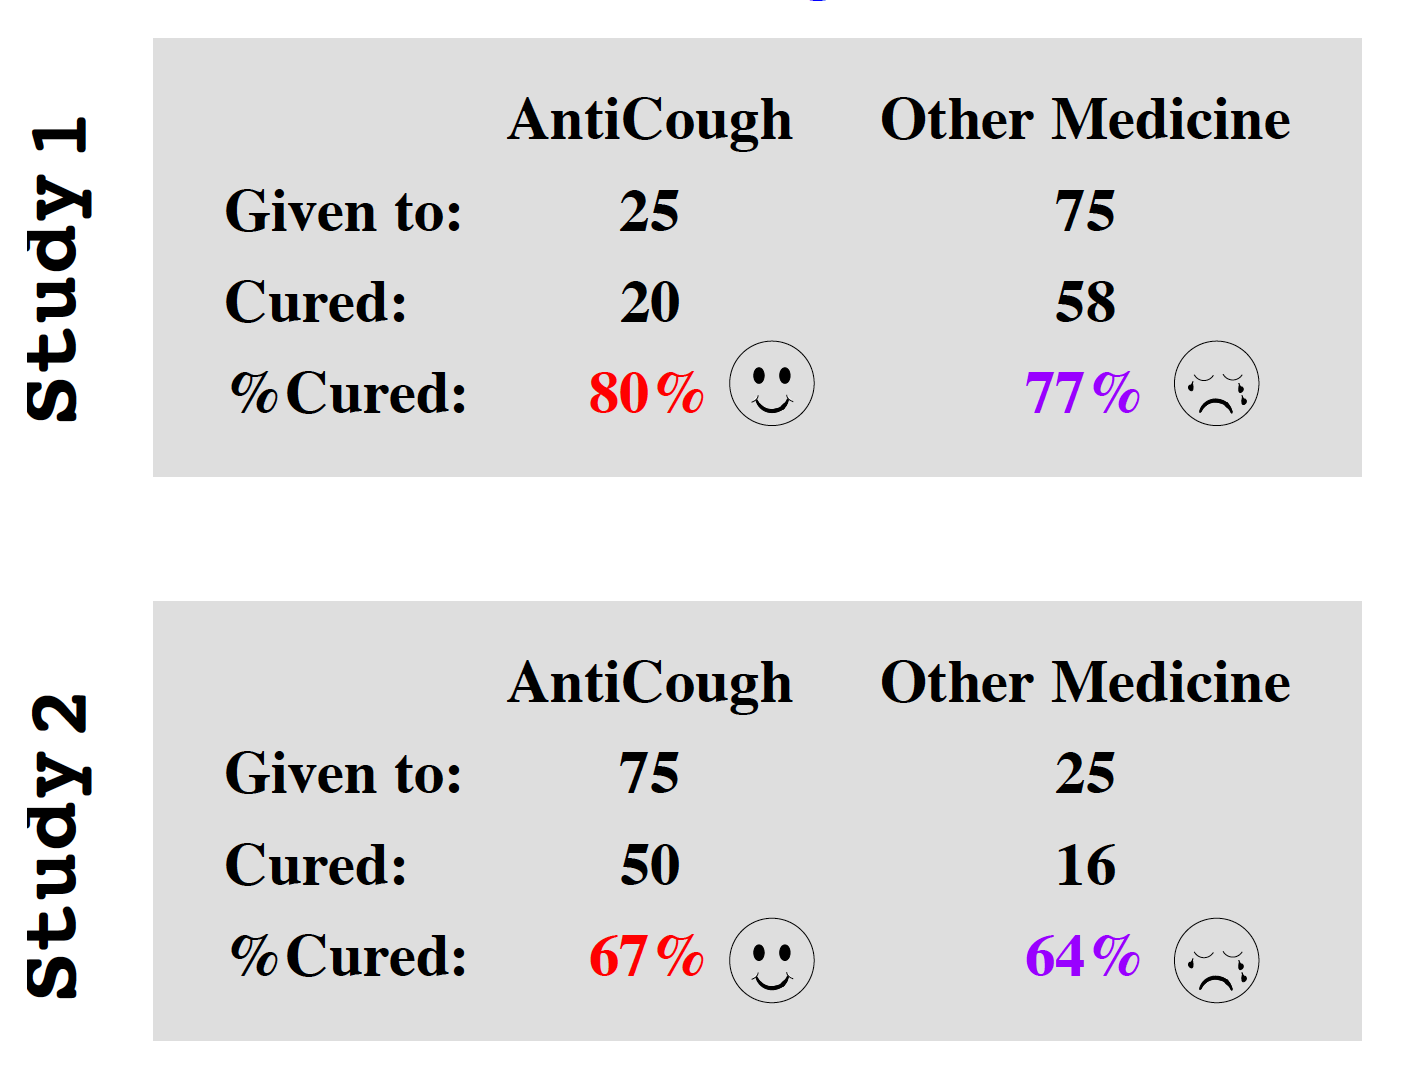 Study 1
AntiCough Other Medicine
Given to: 25 75
Cured: 20 58
%Cured: 80% 77%
Study 2
AntiCough Other Medicine
Given to: 75 25
Cured: 50 16
%Cured: 67% 64%